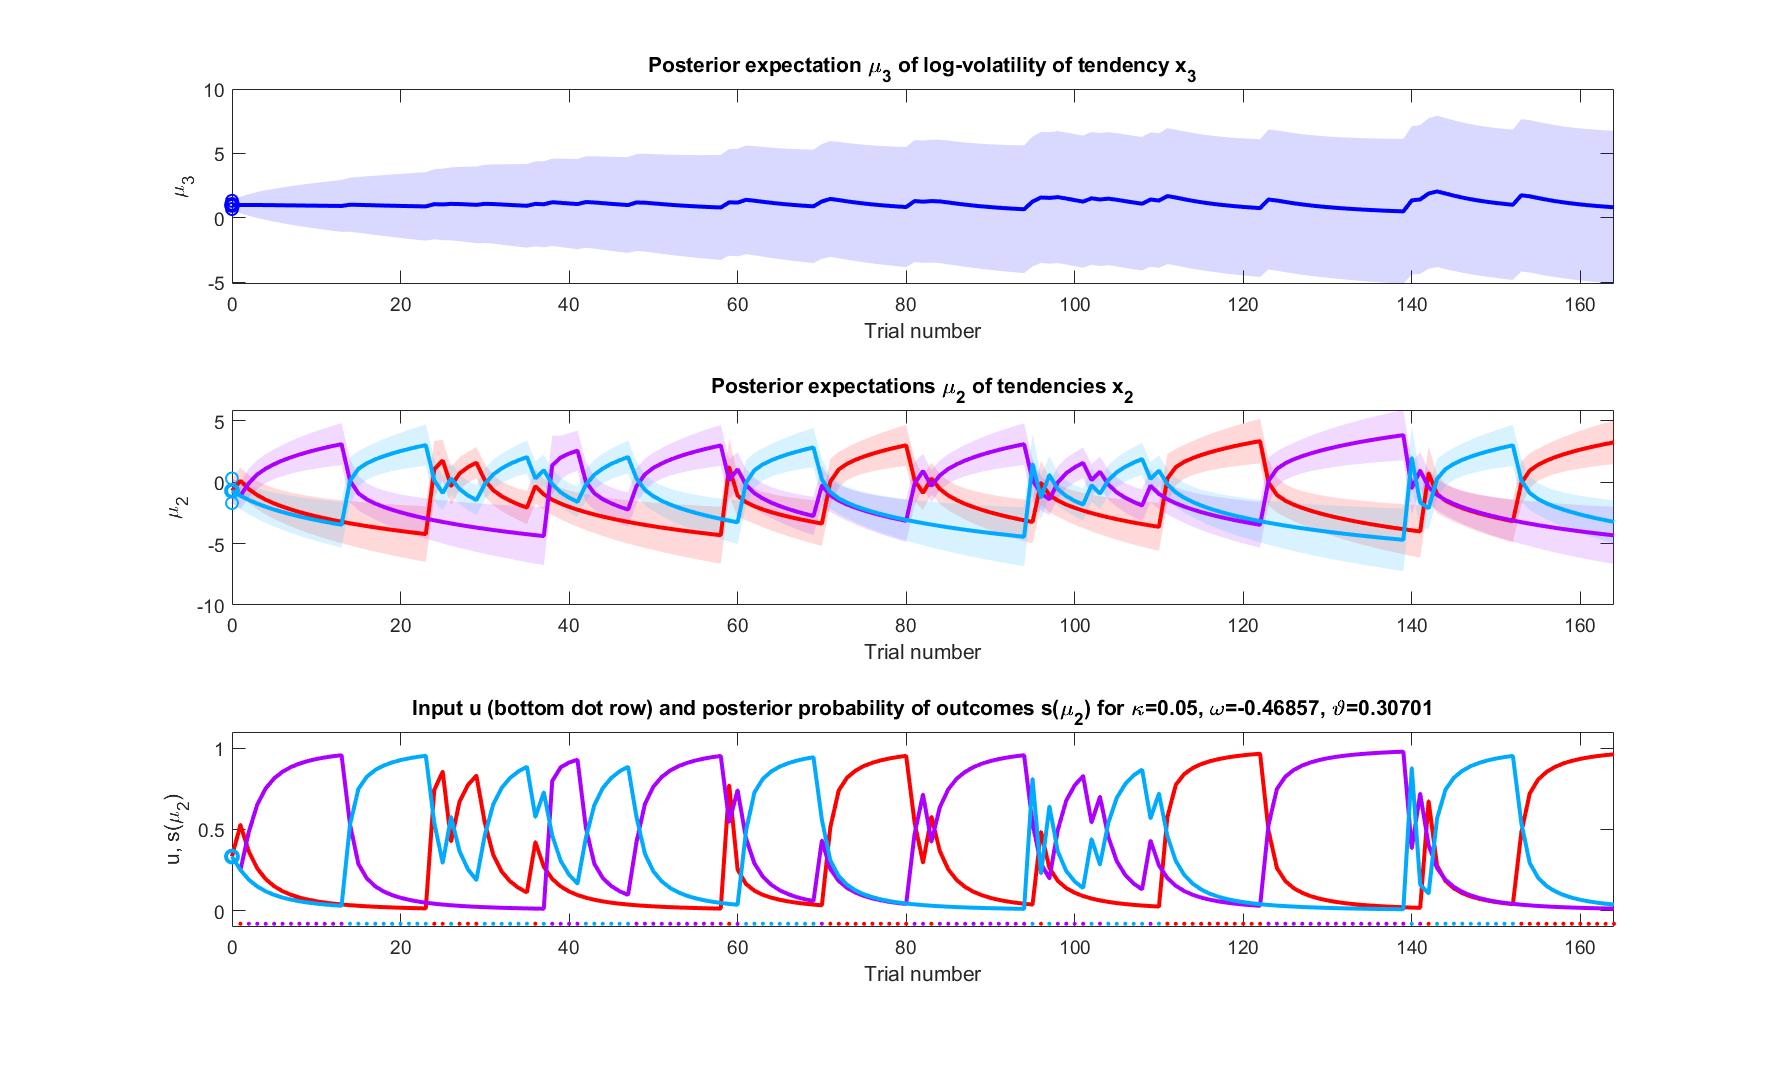 Posterior expectation μ3 of log-volatility of tendency x3
10
5
0
-5
μ3
0 20 40 60 80 100 120 140 160
Trial number
Posterior expectations μ2 of tendencies x2
5
0
-5
-10
μ2
0 20 40 60 80 100 120 140 160
Trial number
Input u (bottom dot row) and posterior probability of outcomes s(μ2) for κ=0.05, ω=-0.46857, ϑ=0.30701
1
0.5
0
u, s(μ2)
0 20 40 60 80 100 120 140 160
Trial number